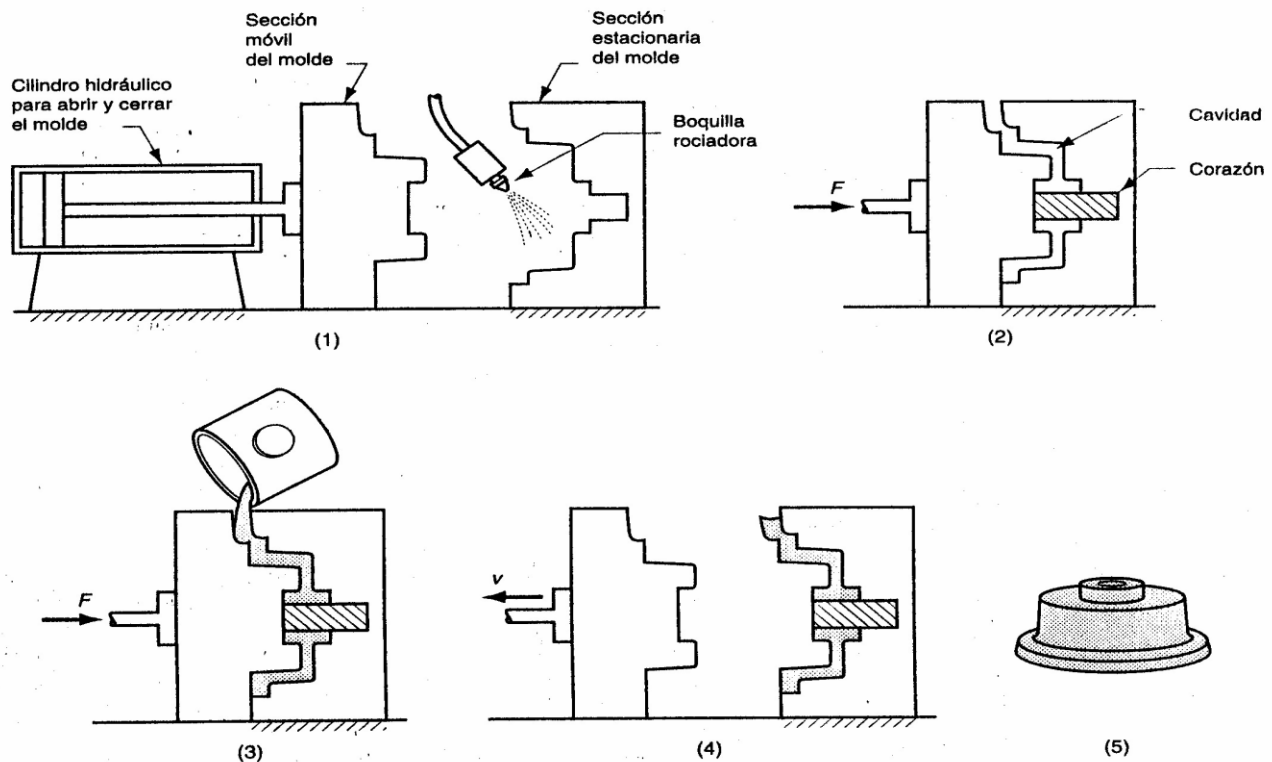 Sección
móvil
del molde
Sección
estacionaria
del molde
Cilindro hidráulico
para abrir y cerrar
el molde
Boquilla
rociadora
Cavidad
Corazón
F
(1)
(2)
F
v
(3)
(4)
(5)